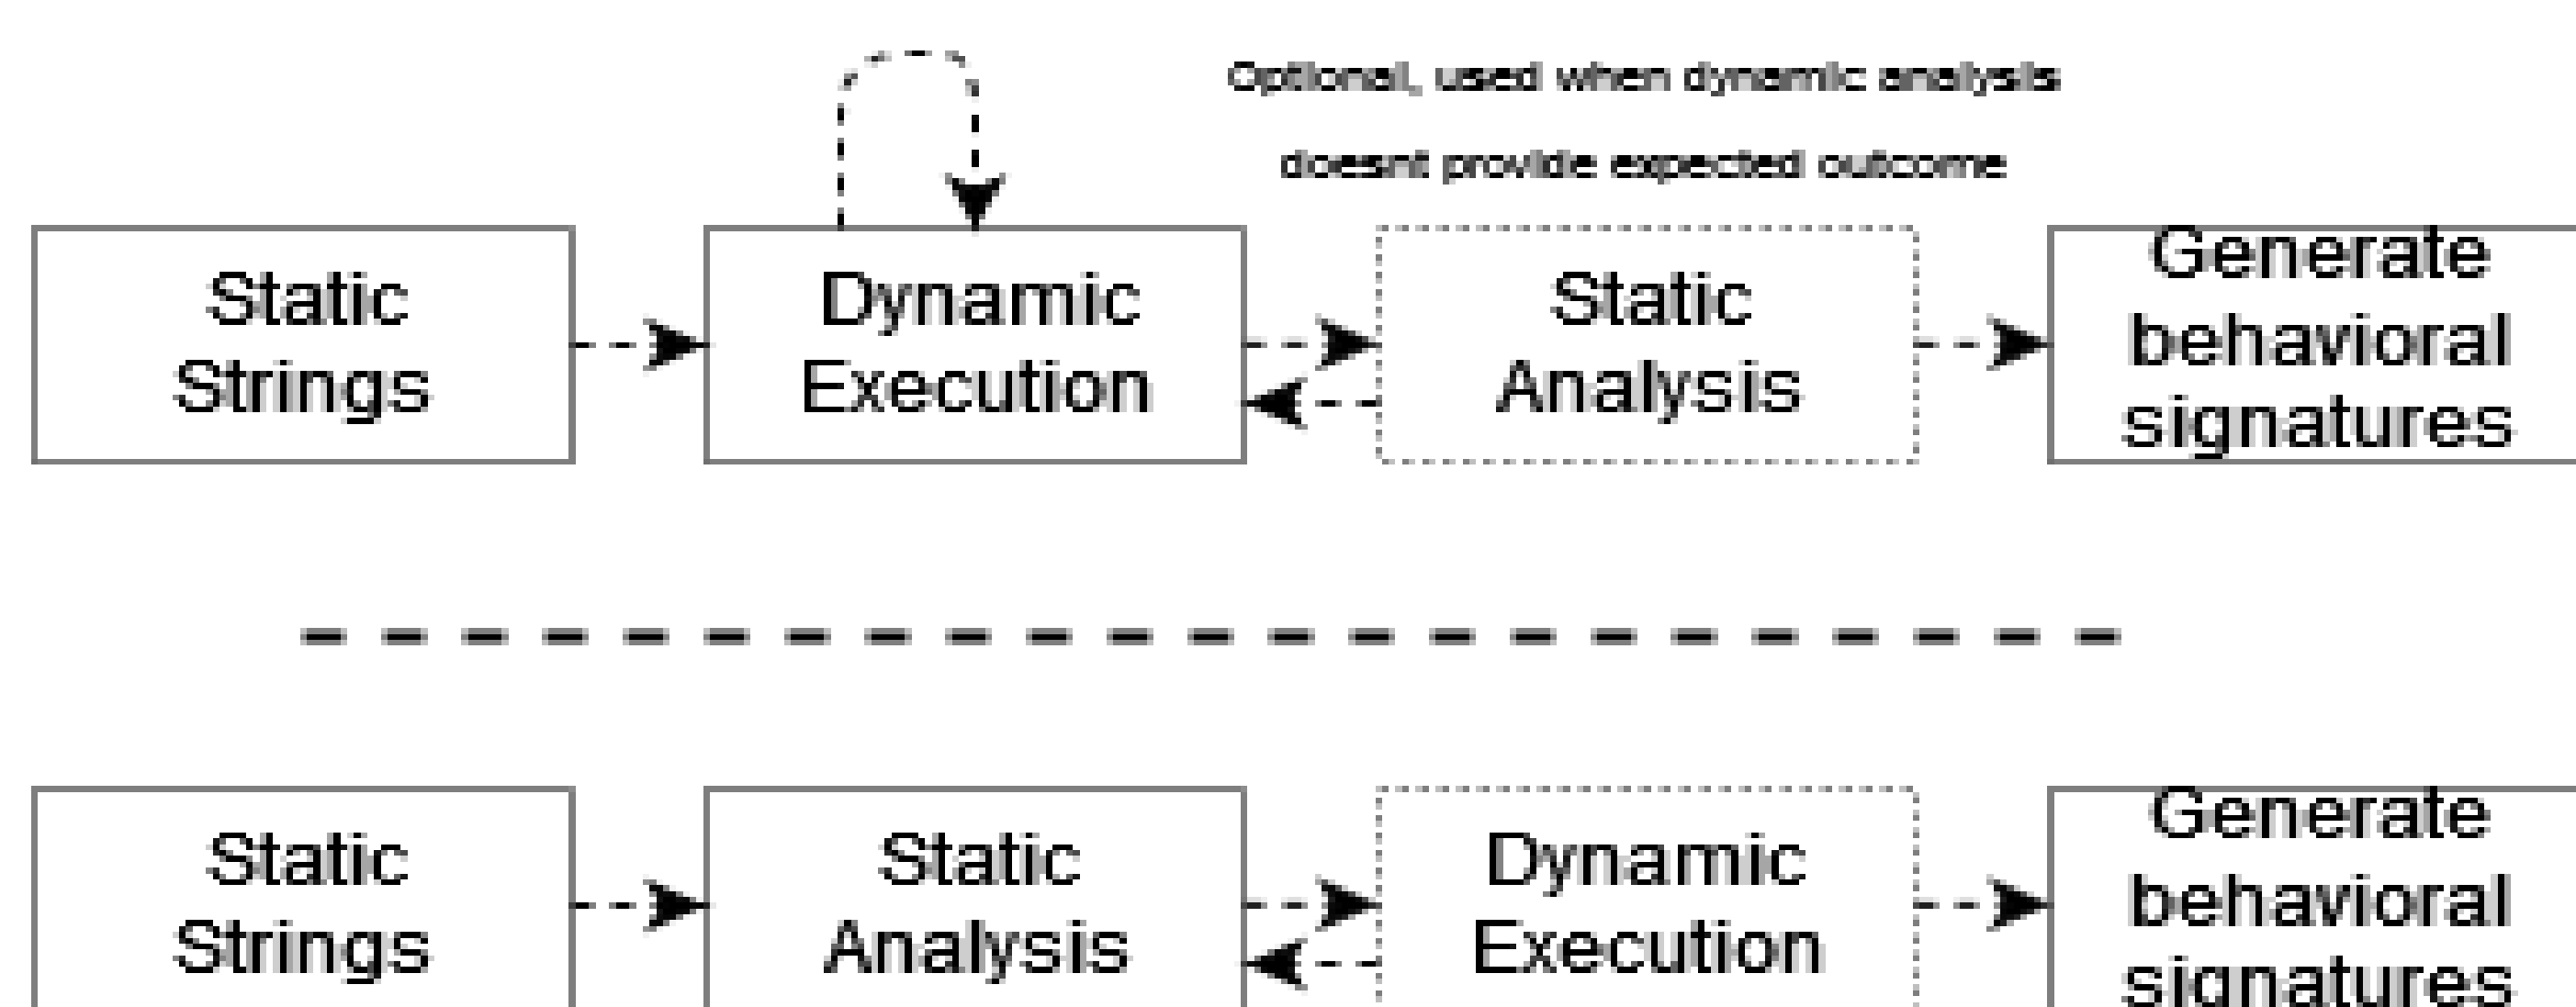 Optional, used when dynamic analysis
doesnt provide expected outcome
Static
Strings
Dynamic
Execution
Static
Analysis
Generate
behavioral
signatures
Static
Strings
Static
Analysis
Dynamic
Execution
Generate
behavioral
signatures